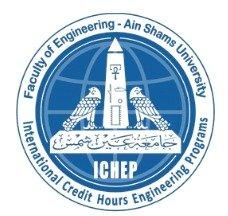 Faculty of Engineering - Ain Shams University
جامعة عين شمس
ICHEP
International Credit Hours Engineering Programs